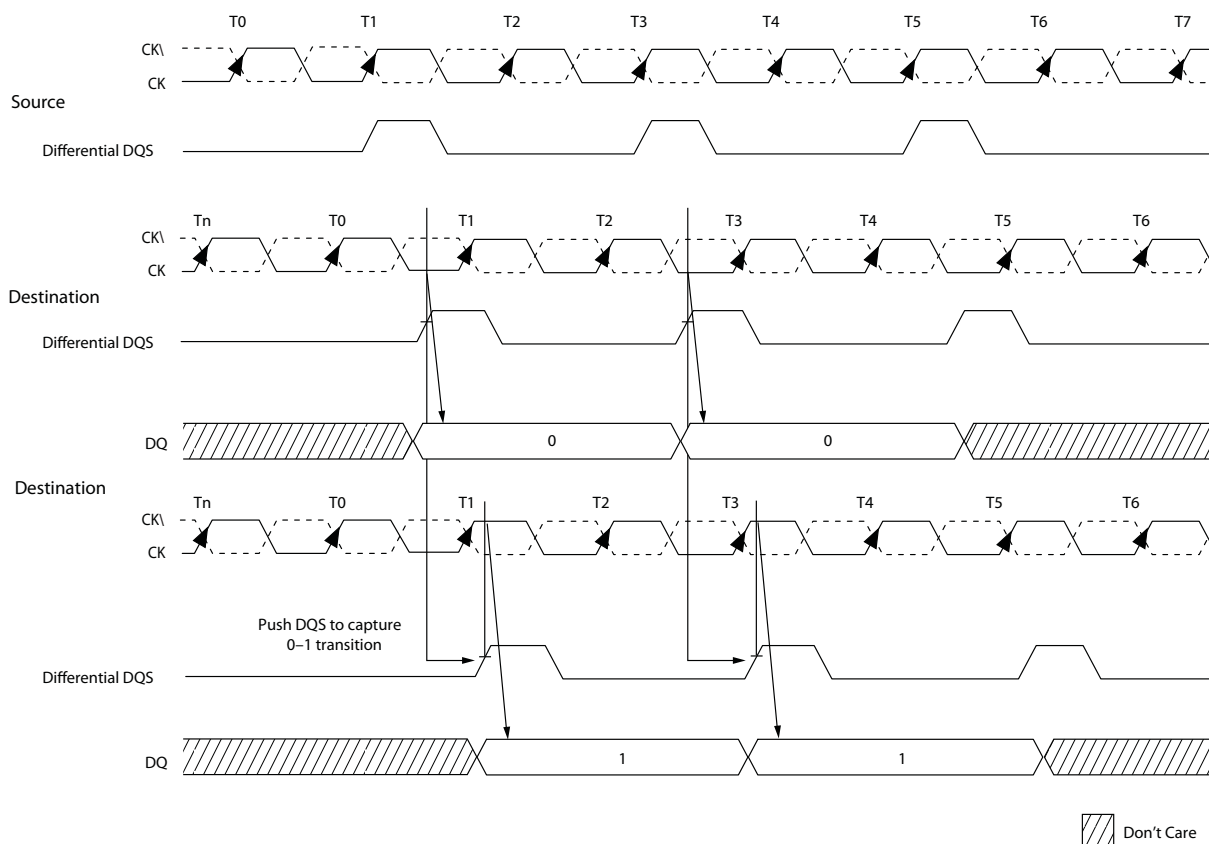 T0 T1 T2 T3 T4 T5 T6 T7
CK\
CK
Source
Differential DQS
Tn T0 T1 T2 T3 T4 T5 T6
CK\
CK
Destination
Differential DQS
DQ 0 0
Destination
Tn T0 T1 T2 T3 T4 T5 T6
CK\
CK
Push DQS to capture
0–1 transition
Differential DQS
DQ 1 1
Don't Care